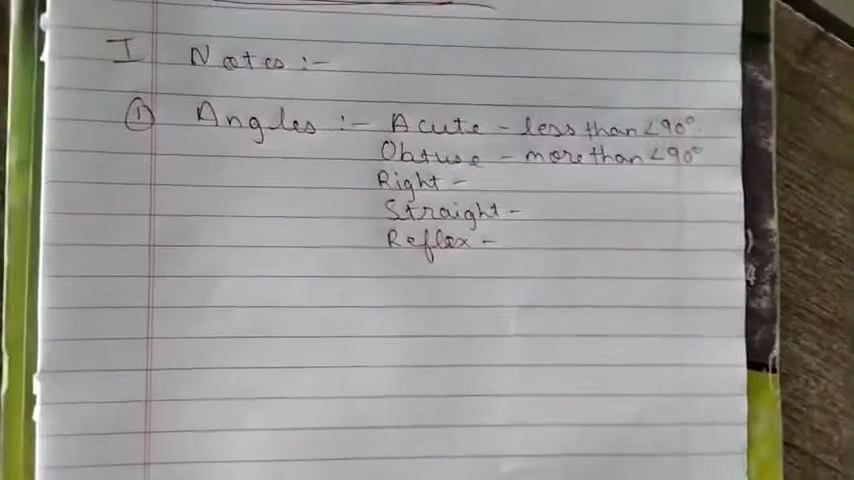 I Notes :-
① Angles :- Acute - less than ∠90°.
Obtuse - more than ∠90°
Right -
Straight -
Reflex -